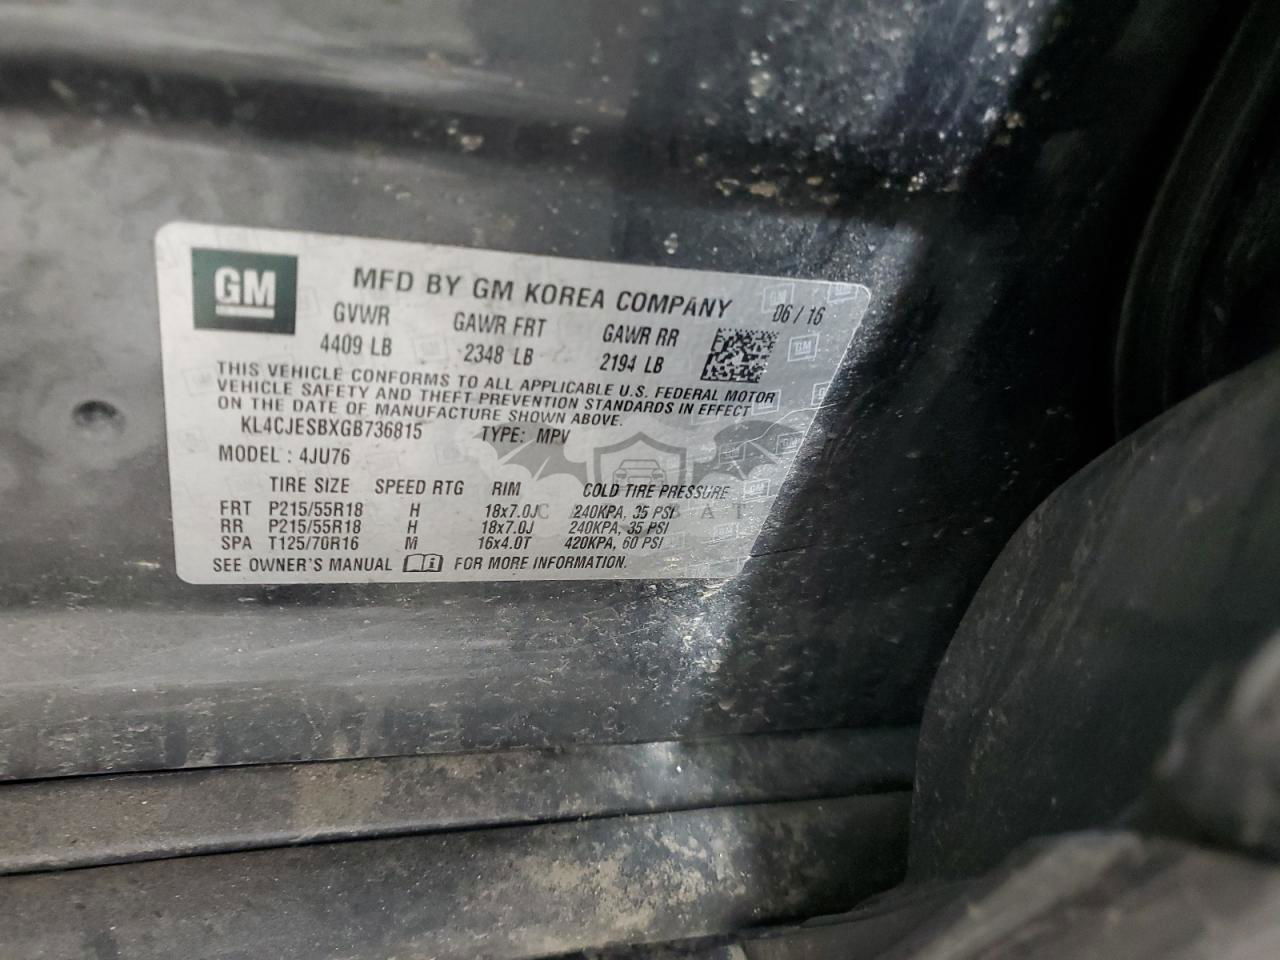 GM
MFD BY GM KOREA COMPANY 06 / 16
GVWR GAWR FRT GAWR RR
4409 LB 2348 LB 2194 LB
THIS VEHICLE CONFORMS TO ALL APPLICABLE U.S. FEDERAL MOTOR
VEHICLE SAFETY AND THEFT PREVENTION STANDARDS IN EFFECT
ON THE DATE OF MANUFACTURE SHOWN ABOVE.
KL4CJESBXGB736815 TYPE: MPV
MODEL : 4JU76
TIRE SIZE SPEED RTG RIM COLD TIRE PRESSURE
FRT P215/55R18 H 18x7.0J 240KPA, 35 PSI
RR P215/55R18 H 18x7.0J 240KPA, 35 PSI
SPA T125/70R16 M 16x4.0T 420KPA, 60 PSI
SEE OWNER'S MANUAL FOR MORE INFORMATION.